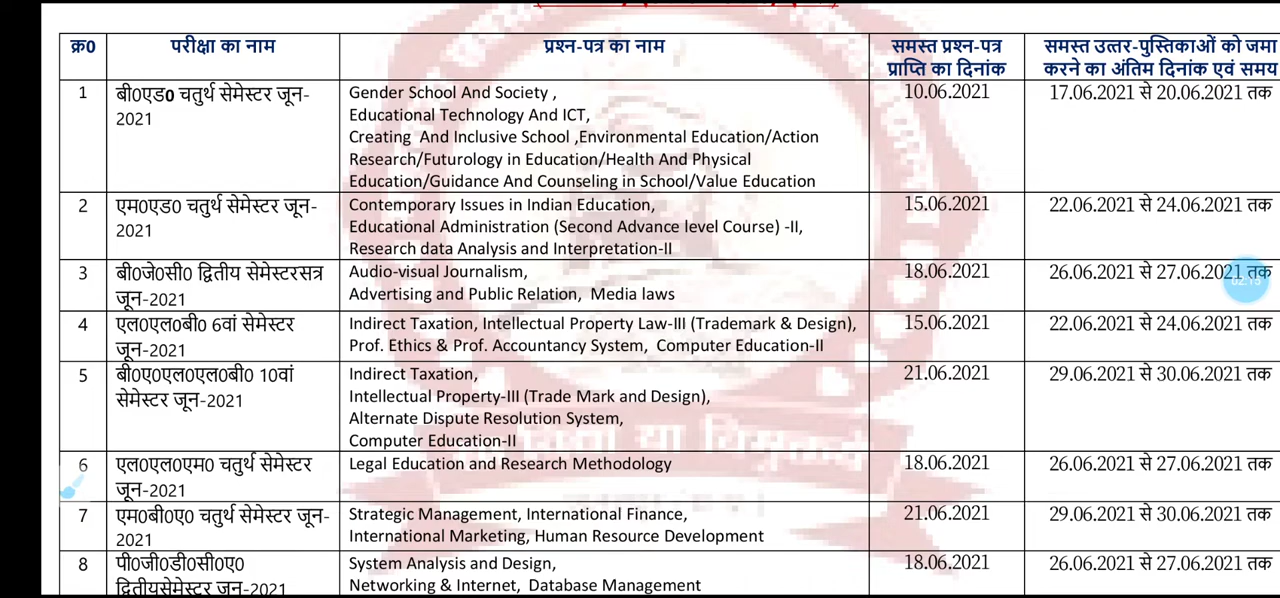 क्र0 परीक्षा का नाम प्रश्न-पत्र का नाम समस्त प्रश्न-पत्र प्राप्ति का दिनांक समस्त उत्तर-पुस्तिकाओं को जमा करने का अंतिम दिनांक एवं समय
1 बी0एड0 चतुर्थ सेमेस्टर जून-2021
Gender School And Society ,
Educational Technology And ICT,
Creating And Inclusive School ,Environmental Education/Action
Research/Futurology in Education/Health And Physical
Education/Guidance And Counseling in School/Value Education
10.06.2021 17.06.2021 से 20.06.2021 तक
2 एम0एड0 चतुर्थ सेमेस्टर जून-2021
Contemporary Issues in Indian Education,
Educational Administration (Second Advance level Course) -II,
Research data Analysis and Interpretation-II
15.06.2021 22.06.2021 से 24.06.2021 तक
3 बी0जे0सी0 द्वितीय सेमेस्टरसत्र जून-2021
Audio-visual Journalism,
Advertising and Public Relation, Media laws
18.06.2021 26.06.2021 से 27.06.2021 तक
02:15
4 एल0एल0बी0 6वां सेमेस्टर जून-2021
Indirect Taxation, Intellectual Property Law-III (Trademark & Design),
Prof. Ethics & Prof. Accountancy System, Computer Education-II
15.06.2021 22.06.2021 से 24.06.2021 तक
5 बी0ए0एल0एल0बी0 10वां सेमेस्टर जून-2021
Indirect Taxation,
Intellectual Property-III (Trade Mark and Design),
Alternate Dispute Resolution System,
Computer Education-II
21.06.2021 29.06.2021 से 30.06.2021 तक
6 एल0एल0एम0 चतुर्थ सेमेस्टर जून-2021
Legal Education and Research Methodology
18.06.2021 26.06.2021 से 27.06.2021 तक
7 एम0बी0ए0 चतुर्थ सेमेस्टर जून-2021
Strategic Management, International Finance,
International Marketing, Human Resource Development
21.06.2021 29.06.2021 से 30.06.2021 तक
8 पी0जी0डी0सी0ए0 द्वितीयसेमेस्टर जून-2021
System Analysis and Design,
Networking & Internet, Database Management
18.06.2021 26.06.2021 से 27.06.2021 तक